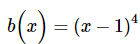 b(x) = (x − 1)⁴